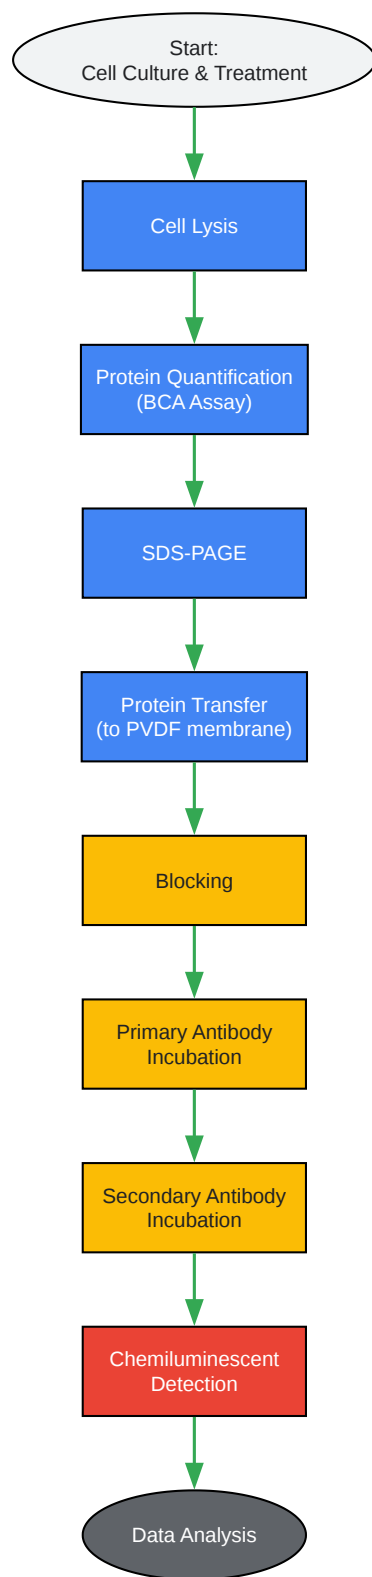 Start:
Cell Culture & Treatment
Cell Lysis
Protein Quantification
(BCA Assay)
SDS-PAGE
Protein Transfer
(to PVDF membrane)
Blocking
Primary Antibody
Incubation
Secondary Antibody
Incubation
Chemiluminescent
Detection
Data Analysis